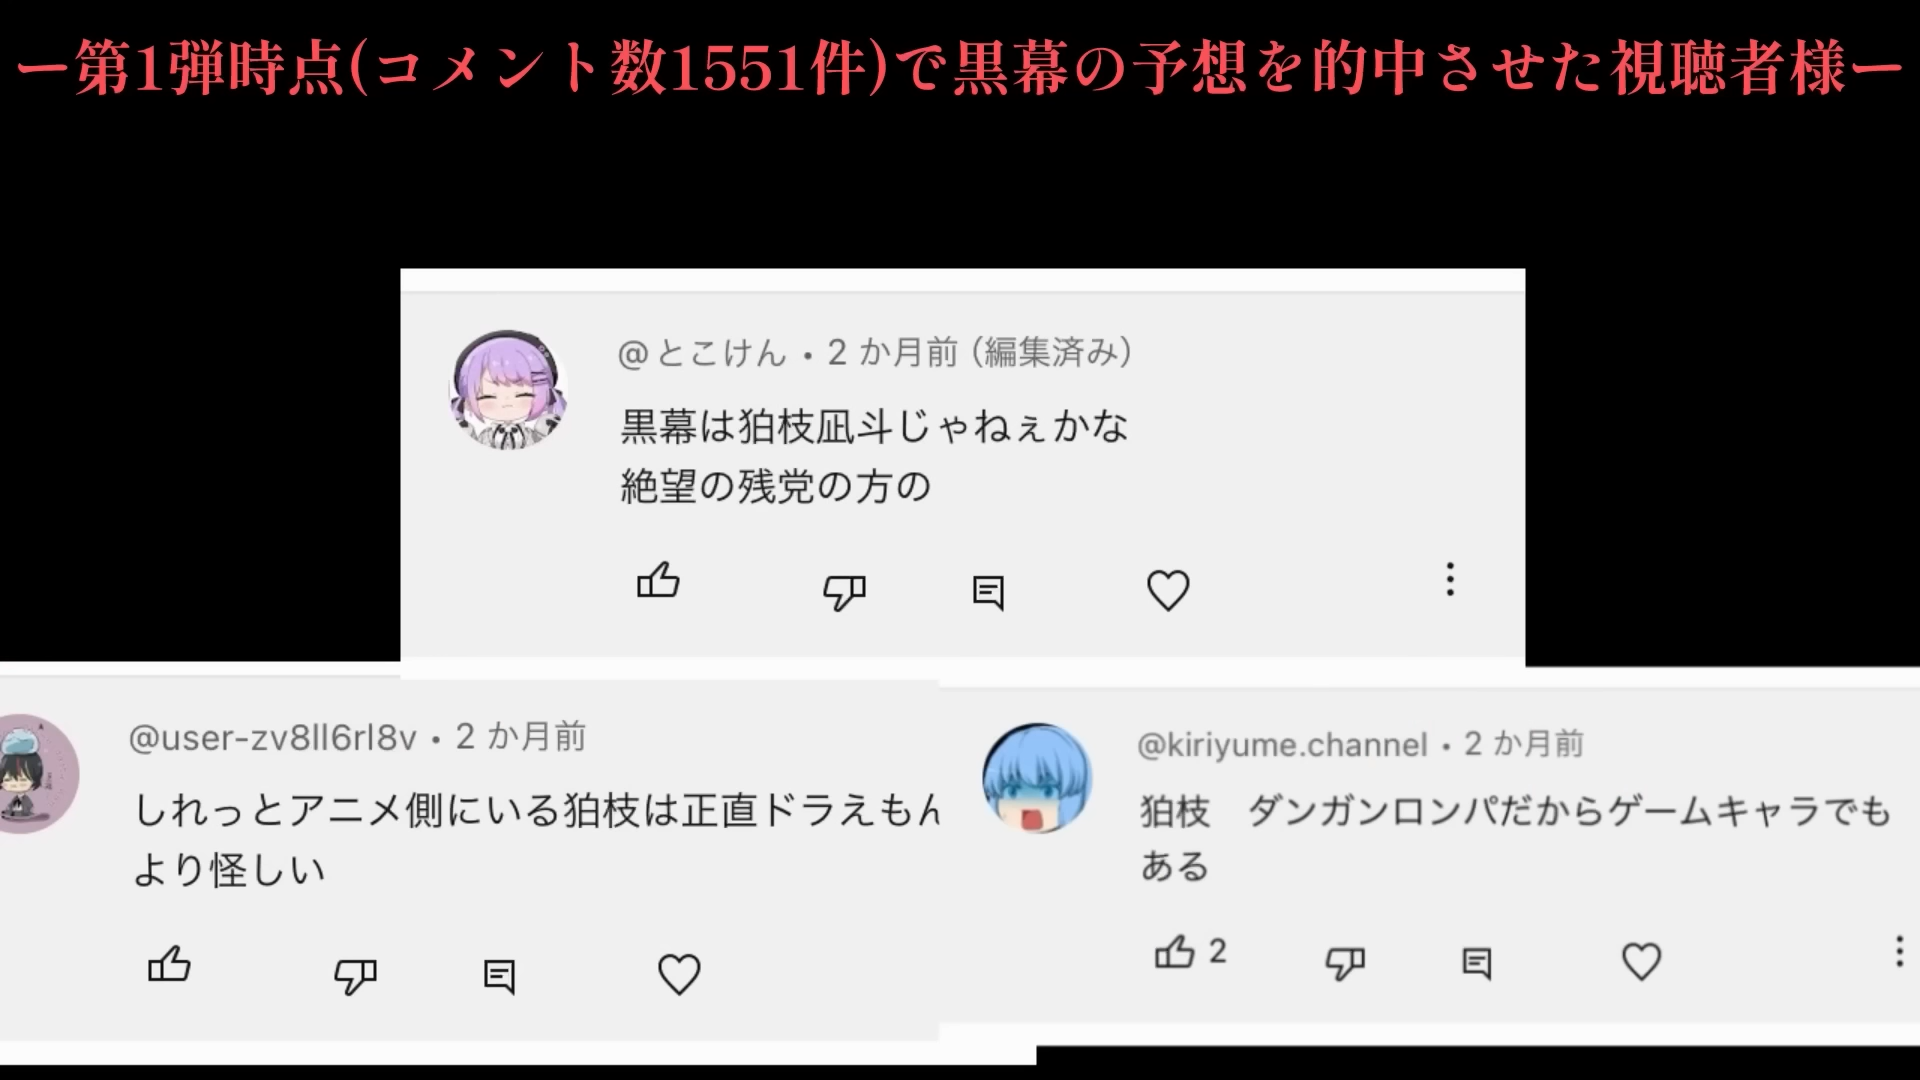 ー第1弾時点(コメント数1551件)で黒幕の予想を的中させた視聴者様ー
@とこけん・2 か月前 (編集済み)
黒幕は狛枝凪斗じゃねぇかな
絶望の残党の方の
@user-zv8ll6rl8v・2 か月前
しれっとアニメ側にいる狛枝は正直ドラえもん
より怪しい
@kiriyume.channel・2 か月前
狛枝　ダンガンロンパだからゲームキャラでも
ある
2